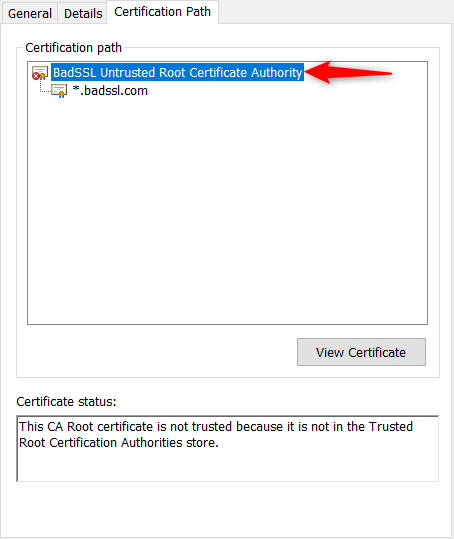 General Details Certification Path
Certification path
BadSSL Untrusted Root Certificate Authority
*.badssl.com
View Certificate
Certificate status:
This CA Root certificate is not trusted because it is not in the Trusted
Root Certification Authorities store.